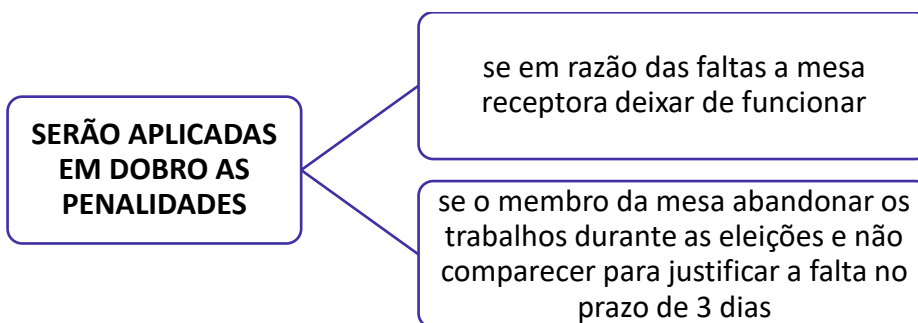 SERÃO APLICADAS
EM DOBRO AS
PENALIDADES
se em razão das faltas a mesa
receptora deixar de funcionar
se o membro da mesa abandonar os
trabalhos durante as eleições e não
comparecer para justificar a falta no
prazo de 3 dias